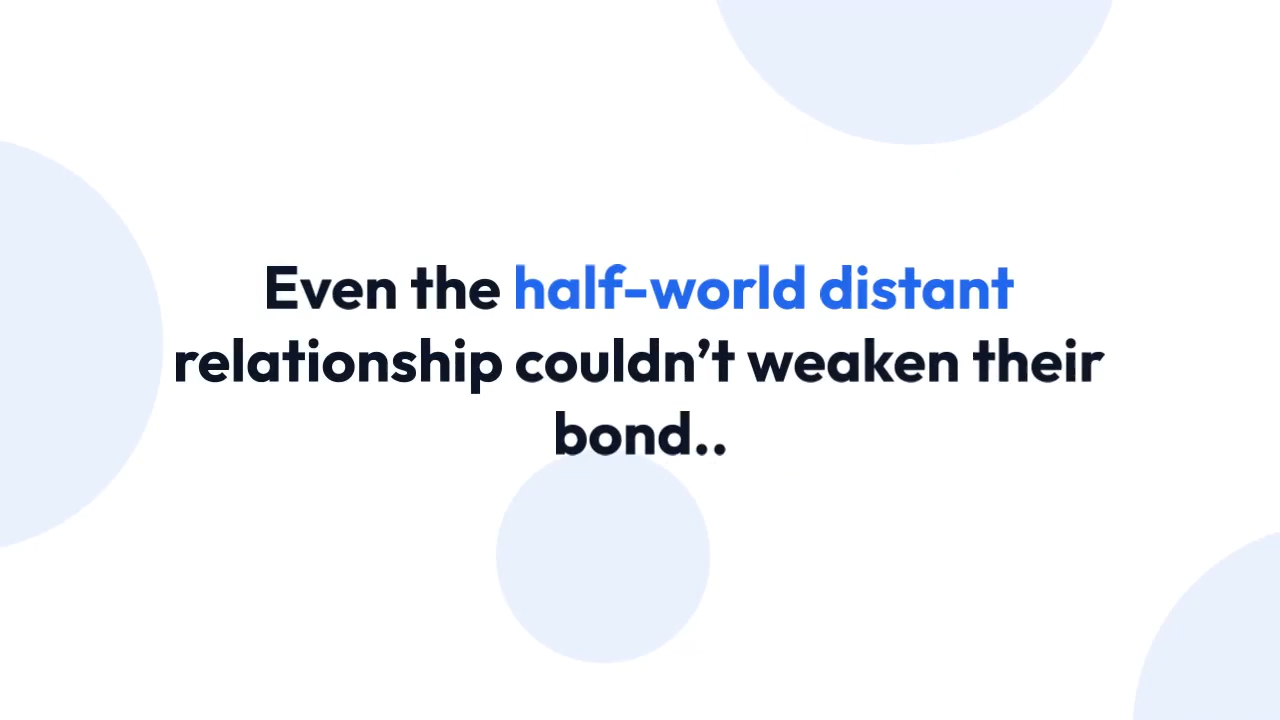 Even the half-world distant
relationship couldn’t weaken their
bond..